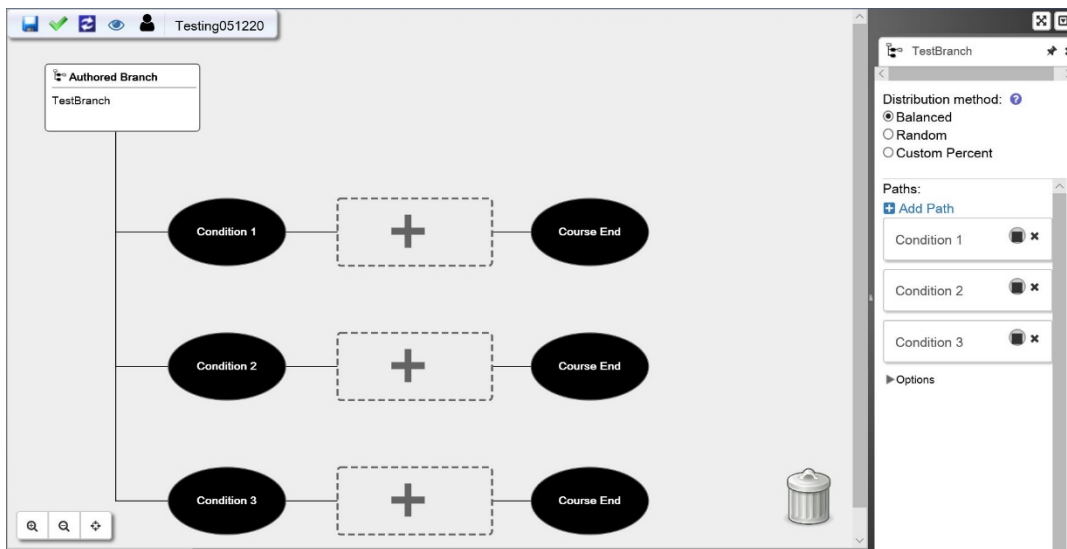 Testing051220
Authored Branch
TestBranch
Condition 1
Course End
Condition 2
Course End
Condition 3
Course End
TestBranch
Distribution method:
Balanced
Random
Custom Percent
Paths:
Add Path
Condition 1
Condition 2
Condition 3
Options